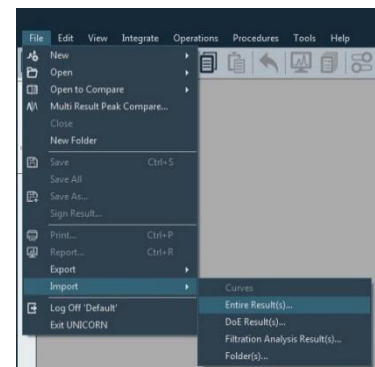 File Edit View Integrate Operations Procedures Tools Help
New
Open
Open to Compare
Multi Result Peak Compare...
Close
New Folder
Save Ctrl+S
Save All
Save As...
Sign Result...
Print... Ctrl+P
Report... Ctrl+R
Export
Import
Curves
Log Off 'Default'
Entire Result(s)...
Exit UNICORN
DoE Result(s)...
Filtration Analysis Result(s)...
Folder(s)...